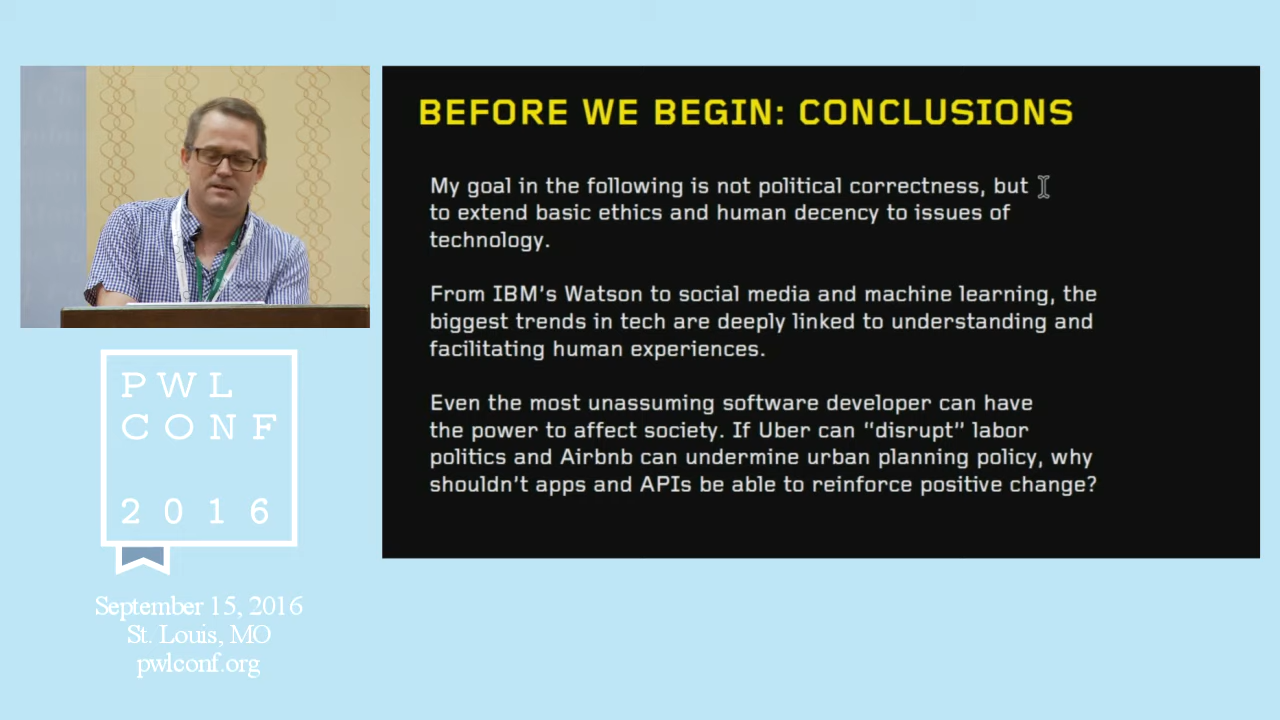 BEFORE WE BEGIN: CONCLUSIONS
My goal in the following is not political correctness, but
to extend basic ethics and human decency to issues of
technology.
From IBM's Watson to social media and machine learning, the
biggest trends in tech are deeply linked to understanding and
facilitating human experiences.
Even the most unassuming software developer can have
the power to affect society. If Uber can "disrupt" labor
politics and Airbnb can undermine urban planning policy, why
shouldn't apps and APIs be able to reinforce positive change?
PWL
CONF
2016
September 15, 2016
St. Louis, MO
pwlconf.org